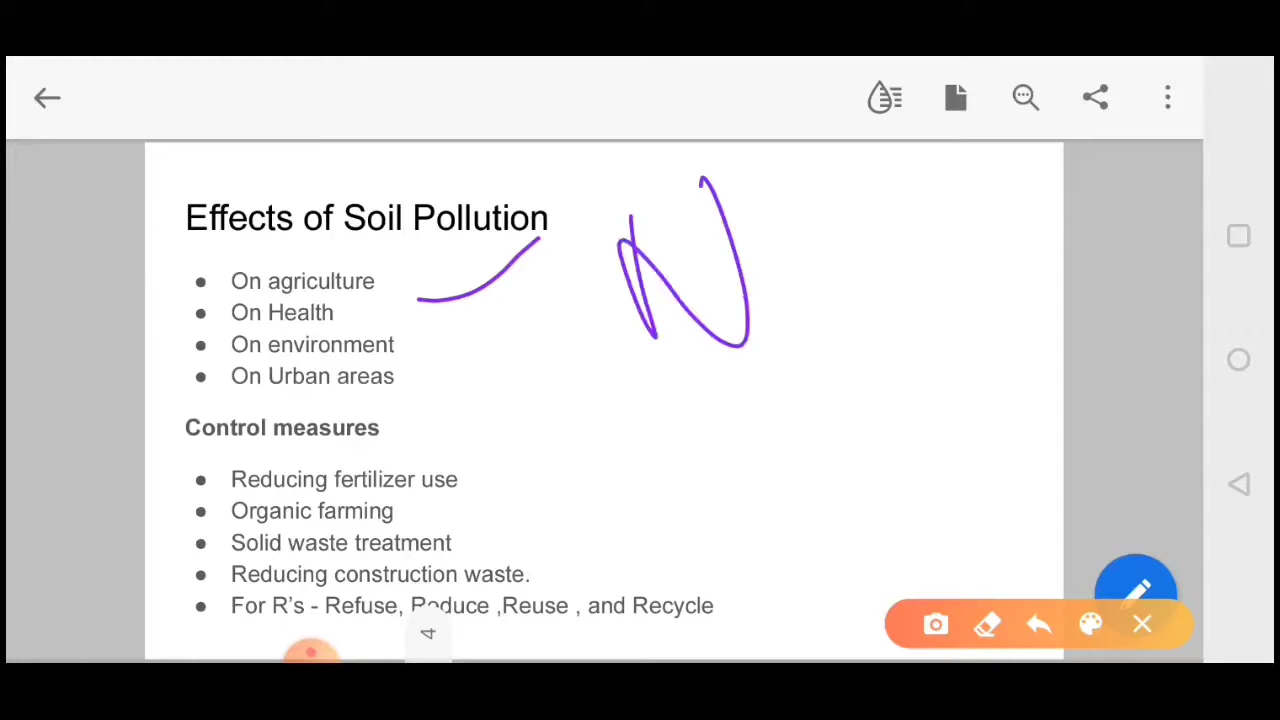 Effects of Soil Pollution
N
● On agriculture
● On Health
● On environment
● On Urban areas
Control measures
● Reducing fertilizer use
● Organic farming
● Solid waste treatment
● Reducing construction waste.
● For R's - Refuse, Reduce ,Reuse , and Recycle
4